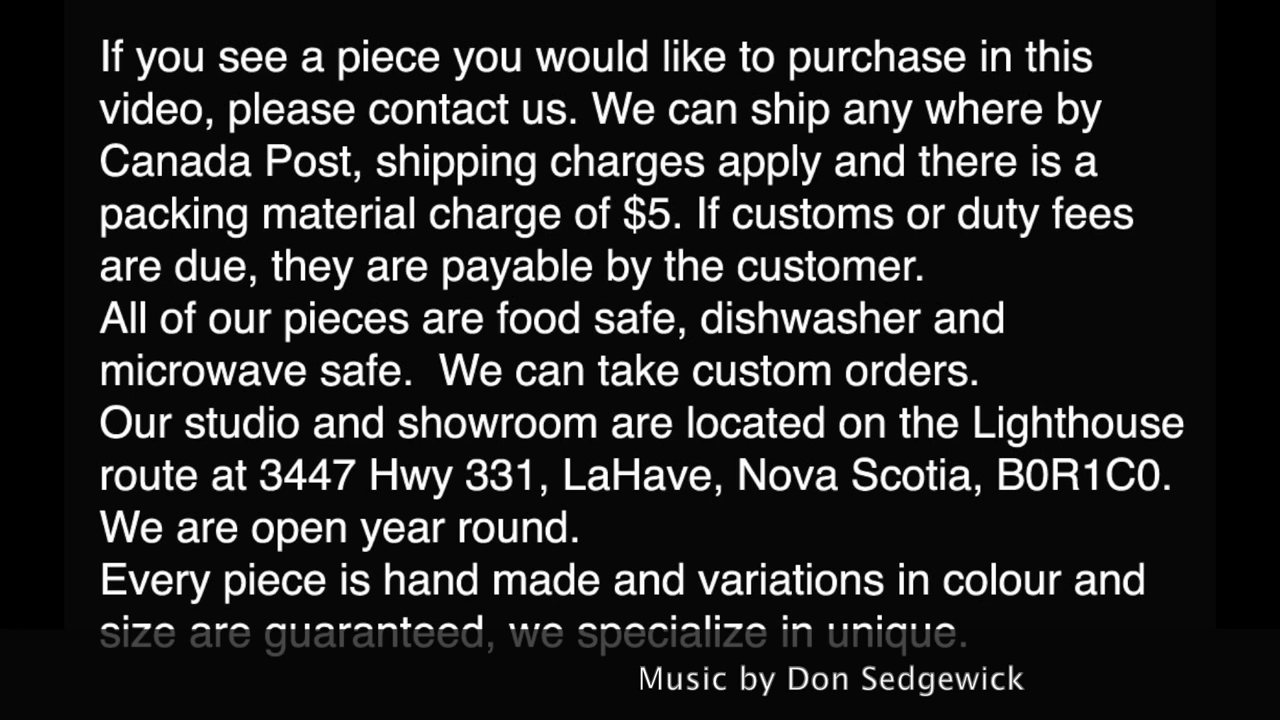 If you see a piece you would like to purchase in this
video, please contact us. We can ship any where by
Canada Post, shipping charges apply and there is a
packing material charge of $5. If customs or duty fees
are due, they are payable by the customer.
All of our pieces are food safe, dishwasher and
microwave safe.  We can take custom orders.
Our studio and showroom are located on the Lighthouse
route at 3447 Hwy 331, LaHave, Nova Scotia, B0R1C0.
We are open year round.
Every piece is hand made and variations in colour and
size are guaranteed, we specialize in unique.
Music by Don Sedgewick